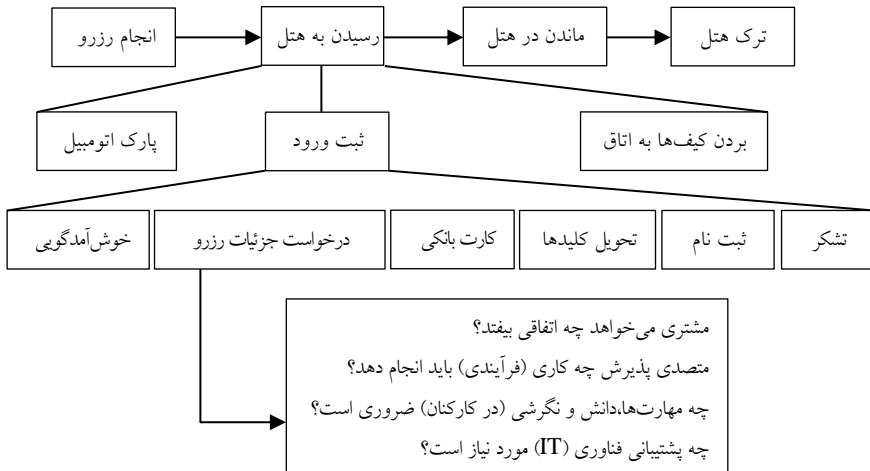 انجام رزرو
رسیدن به هتل
ماندن در هتل
ترک هتل
پارک اتومبیل
ثبت ورود
بردن کیف‌ها به اتاق
خوش‌آمدگویی
درخواست جزئیات رزرو
کارت بانکی
تحویل کلیدها
ثبت نام
تشکر
مشتری می‌خواهد چه اتفاقی بیفتد؟
متصدی پذیرش چه کاری (فرآیندی) باید انجام دهد؟
چه مهارت‌ها،دانش و نگرشی (در کارکنان) ضروری است؟
چه پشتیبانی فناوری (IT) مورد نیاز است؟